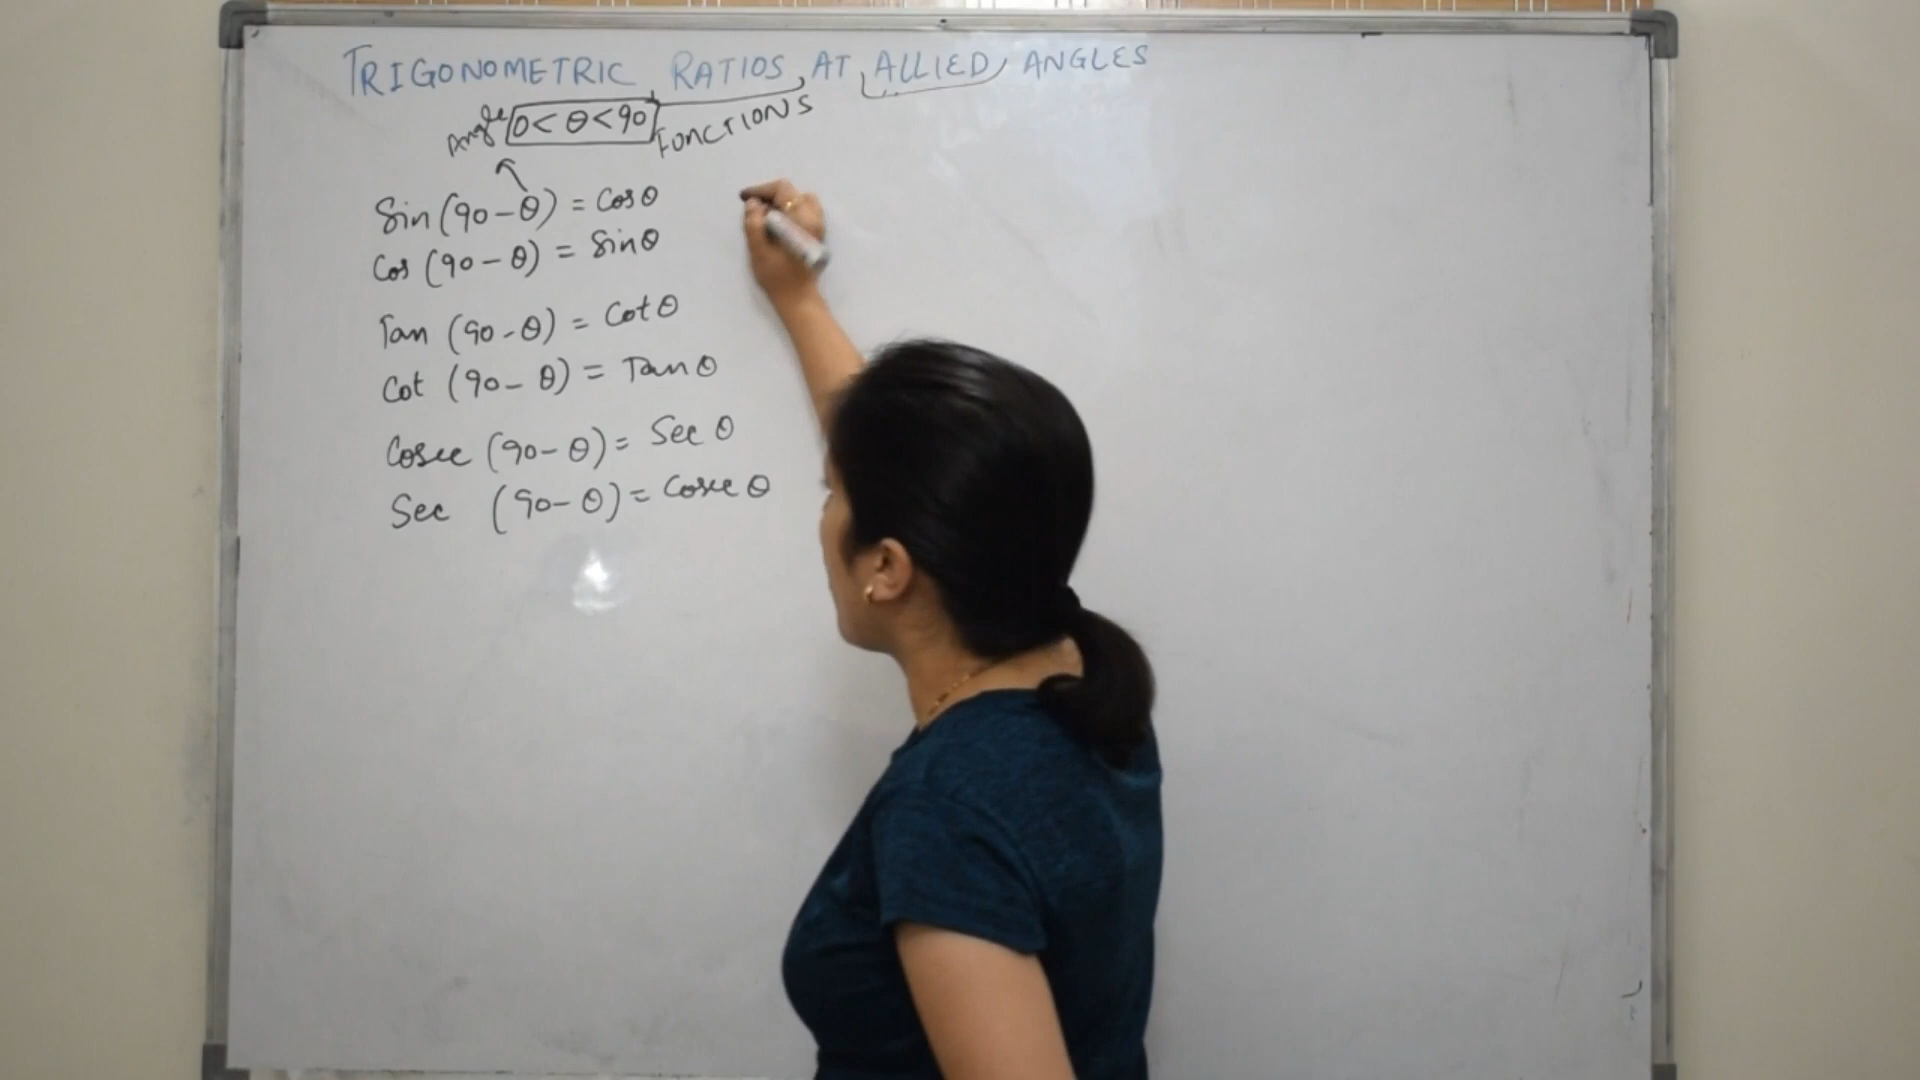 TRIGONOMETRIC RATIOS AT ALLIED ANGLES
Angle 0<θ<90 FUNCTIONS
Sin (90-θ) = Cosθ
Cos (90-θ) = Sinθ
Tan (90-θ) = Cotθ
Cot (90-θ) = Tanθ
Cosec (90-θ) = Sec θ
Sec (90-θ) = Cosec θ